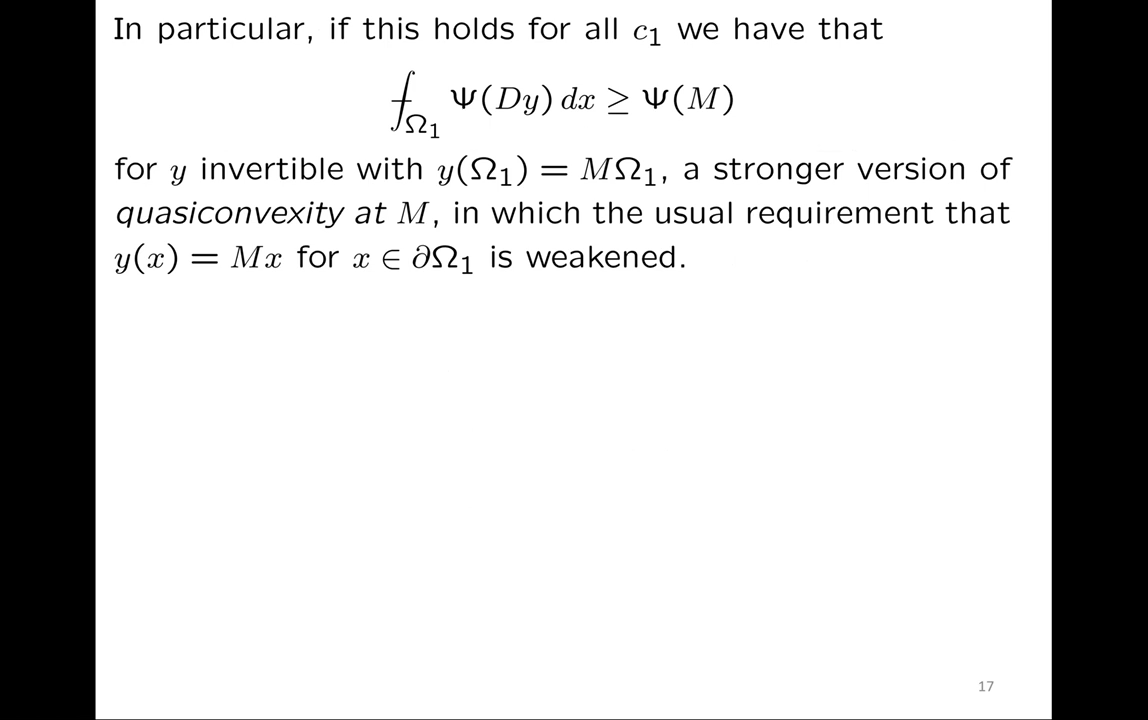 In particular, if this holds for all c₁ we have that
⨍_Ω₁ Ψ(Dy) dx ≥ Ψ(M)
for y invertible with y(Ω₁) = MΩ₁, a stronger version of
quasiconvexity at M, in which the usual requirement that
y(x) = Mx for x ∈ ∂Ω₁ is weakened.
17